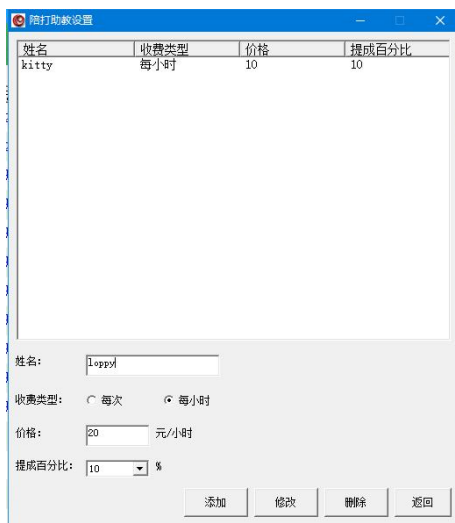 陪打助教设置
姓名 收费类型 价格 提成百分比
kitty 每小时 10 10
姓名: loppy
收费类型: 每次 每小时
价格: 20 元/小时
提成百分比: 10 %
添加 修改 删除 返回